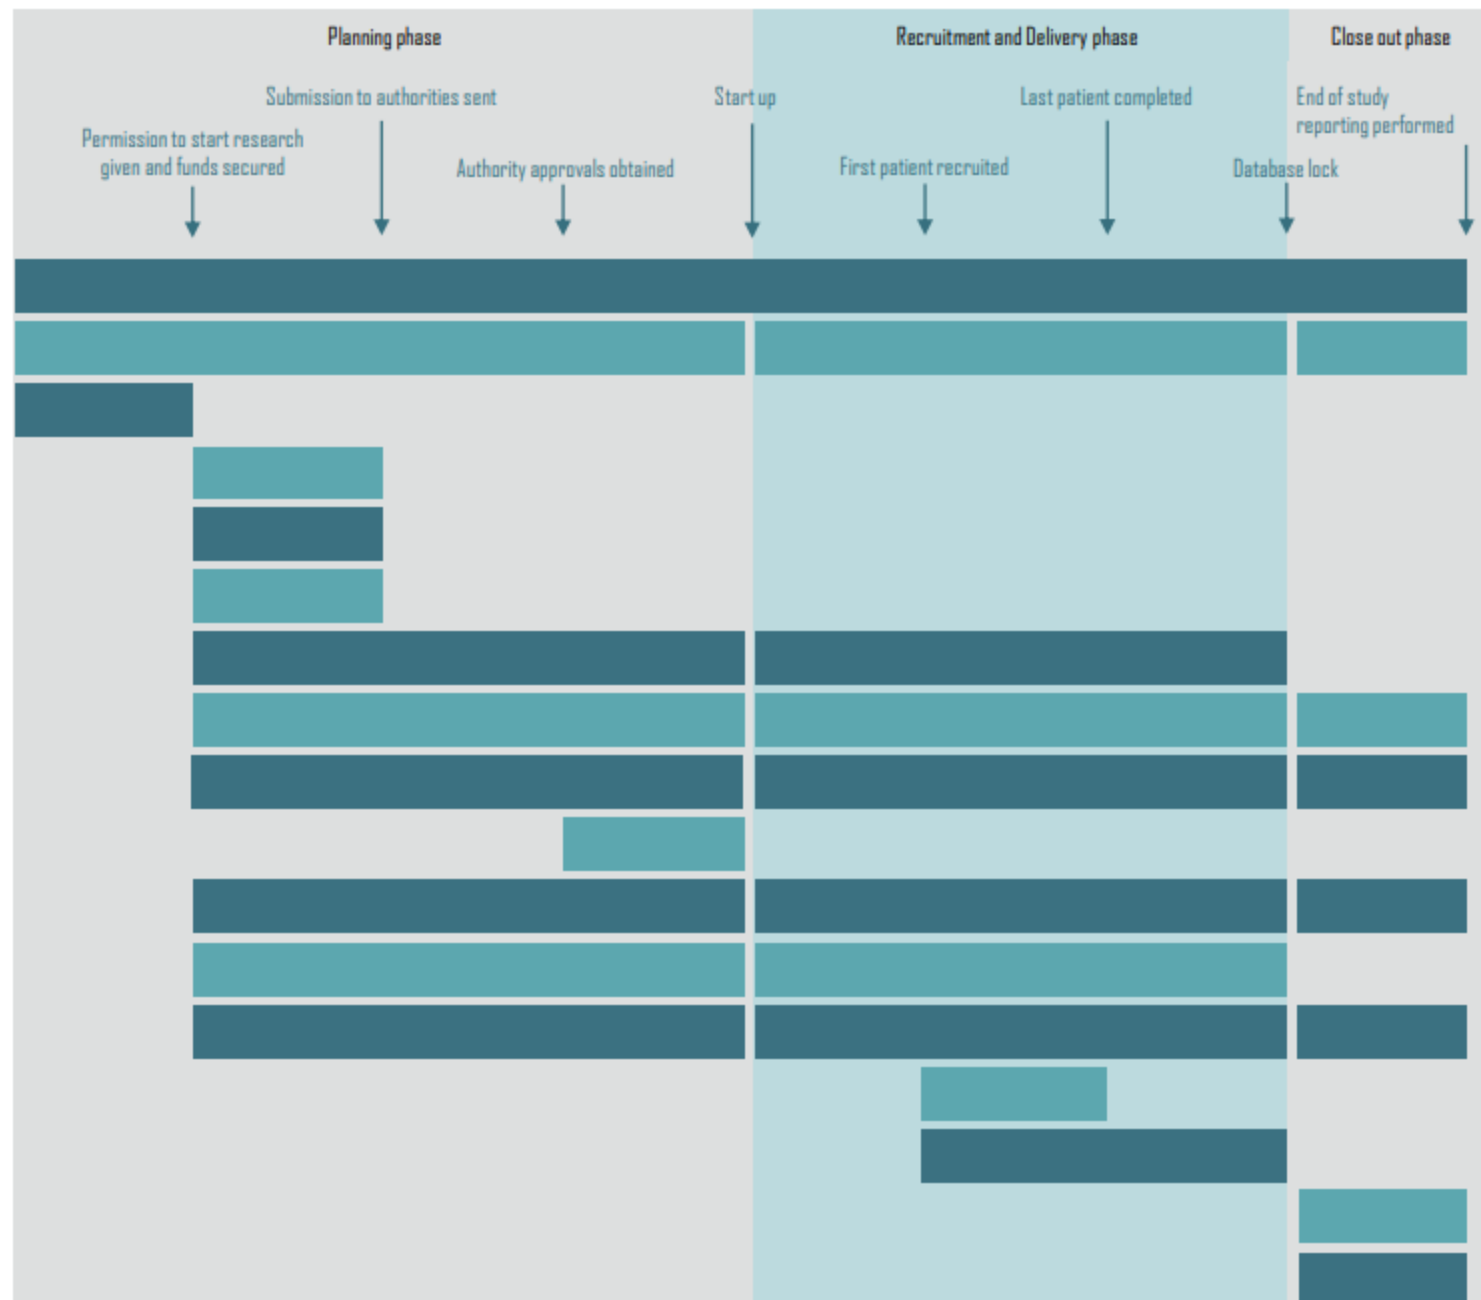 Planning phase
Recruitment and Delivery phase
Close out phase
Submission to authorities sent
Start up
Last patient completed
End of study
reporting performed
Permission to start research
given and funds secured
Authority approvals obtained
First patient recruited
Database lock